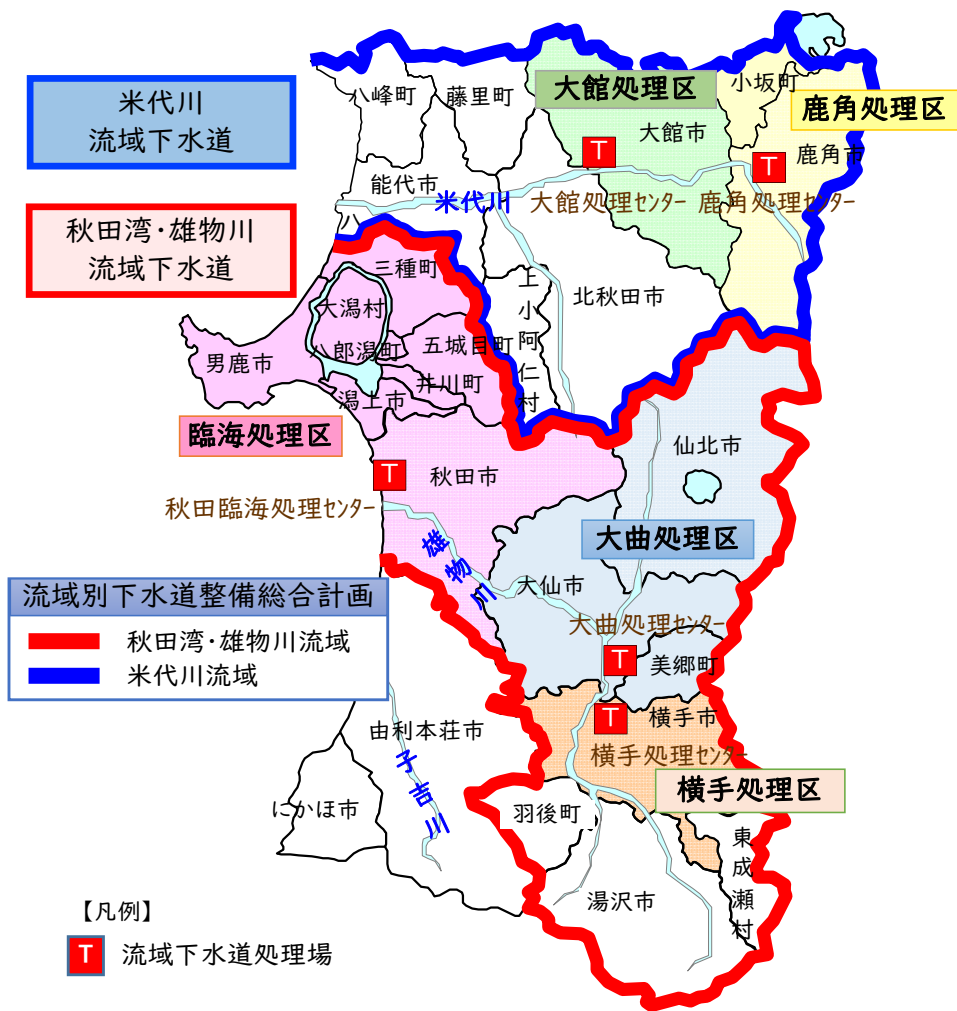 米代川
流域下水道
秋田湾・雄物川
流域下水道
八峰町
藤里町
大館処理区
小坂町
鹿角処理区
大館市
T
T
鹿角市
能代市
米代川
大館処理センター
鹿角処理センター
八
三種町
上小阿仁村
北秋田市
大潟村
八郎潟町
五城目町
男鹿市
井川町
潟上市
臨海処理区
仙北市
T
秋田市
秋田臨海処理センター
雄物川
大曲処理区
大仙市
大曲処理センター
T
美郷町
流域別下水道整備総合計画
秋田湾・雄物川流域
米代川流域
T
横手市
由利本荘市
横手処理センター
子吉川
横手処理区
にかほ市
羽後町
東成瀬村
湯沢市
【凡例】
T 流域下水道処理場